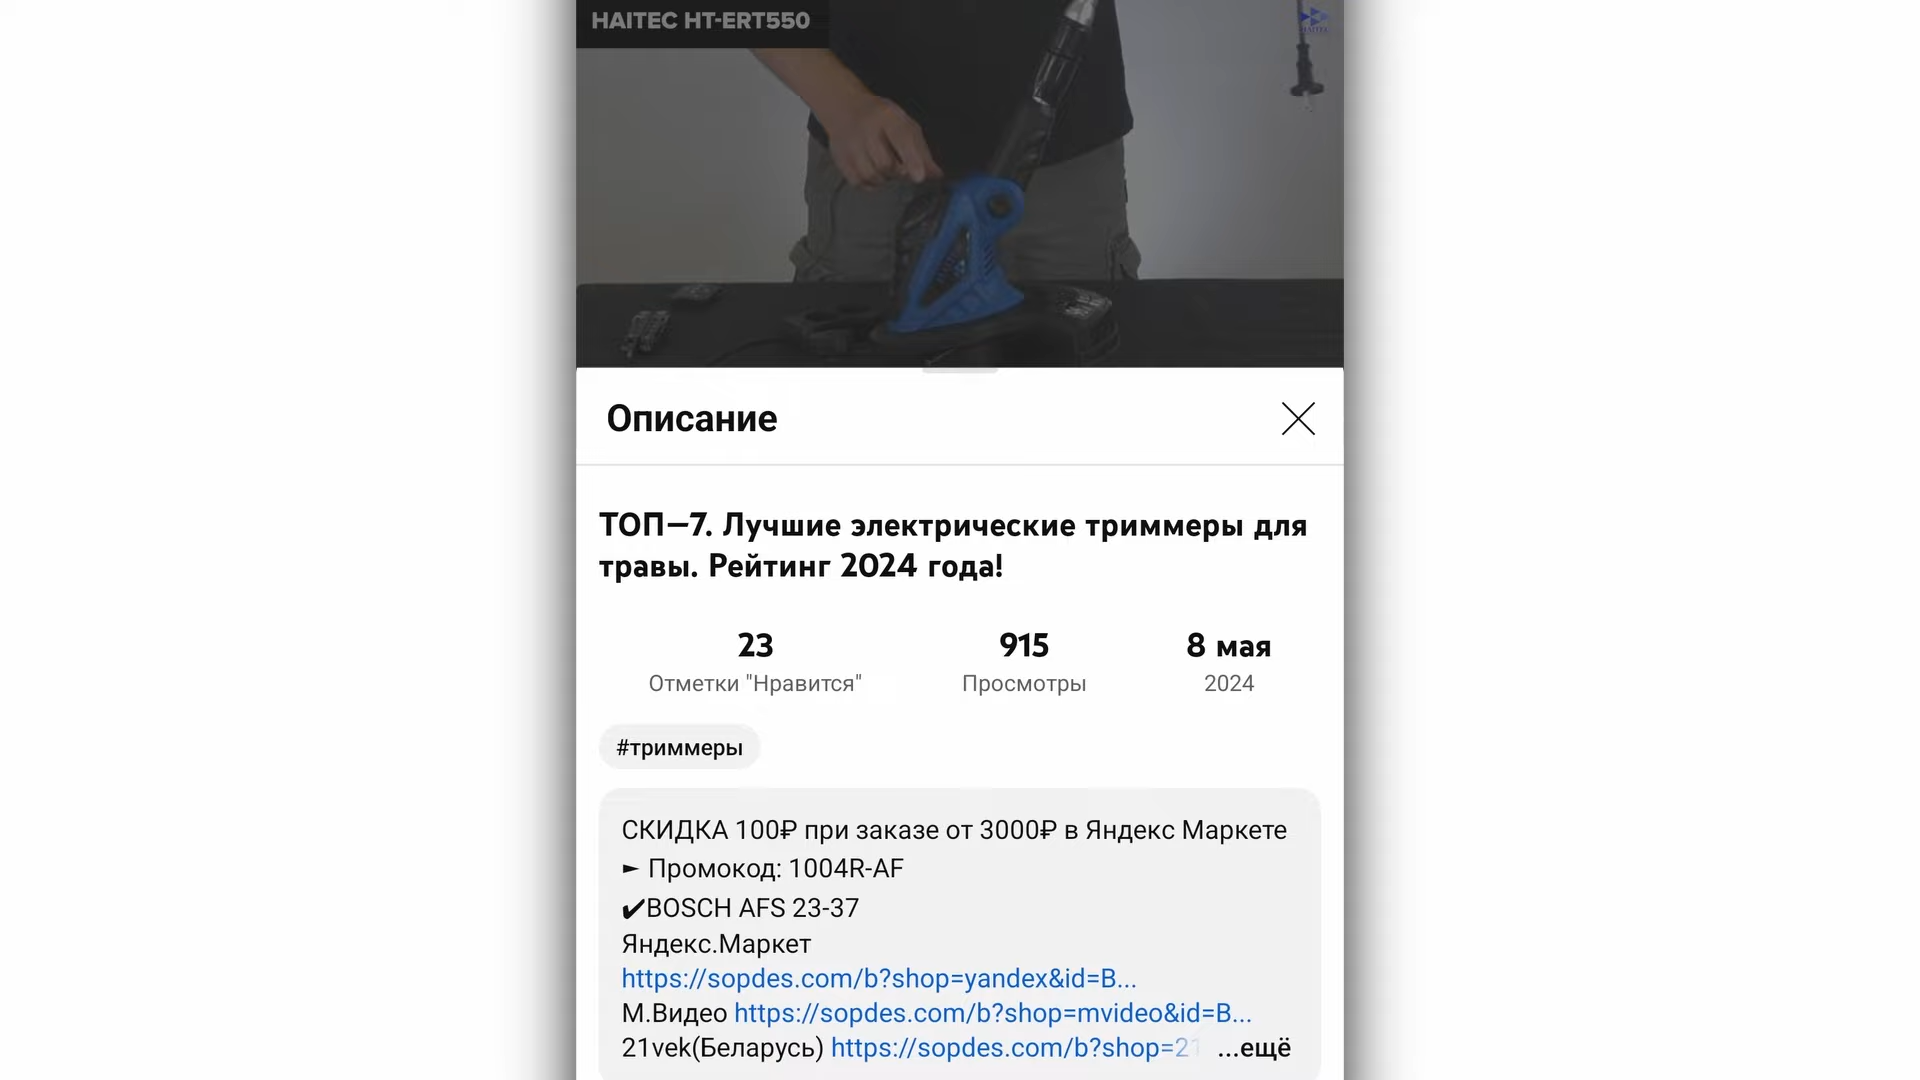 HAITEC HT-ERT550
HAITEC
Описание
ТОП—7. Лучшие электрические триммеры для
травы. Рейтинг 2024 года!
23 915 8 мая
Отметки "Нравится" Просмотры 2024
#триммеры
СКИДКА 100₽ при заказе от 3000₽ в Яндекс Маркете
► Промокод: 1004R-AF
✔BOSCH AFS 23-37
Яндекс.Маркет
https://sopdes.com/b?shop=yandex&id=B...
М.Видео https://sopdes.com/b?shop=mvideo&id=B...
21vek(Беларусь) https://sopdes.com/b?shop=21 ...ещё